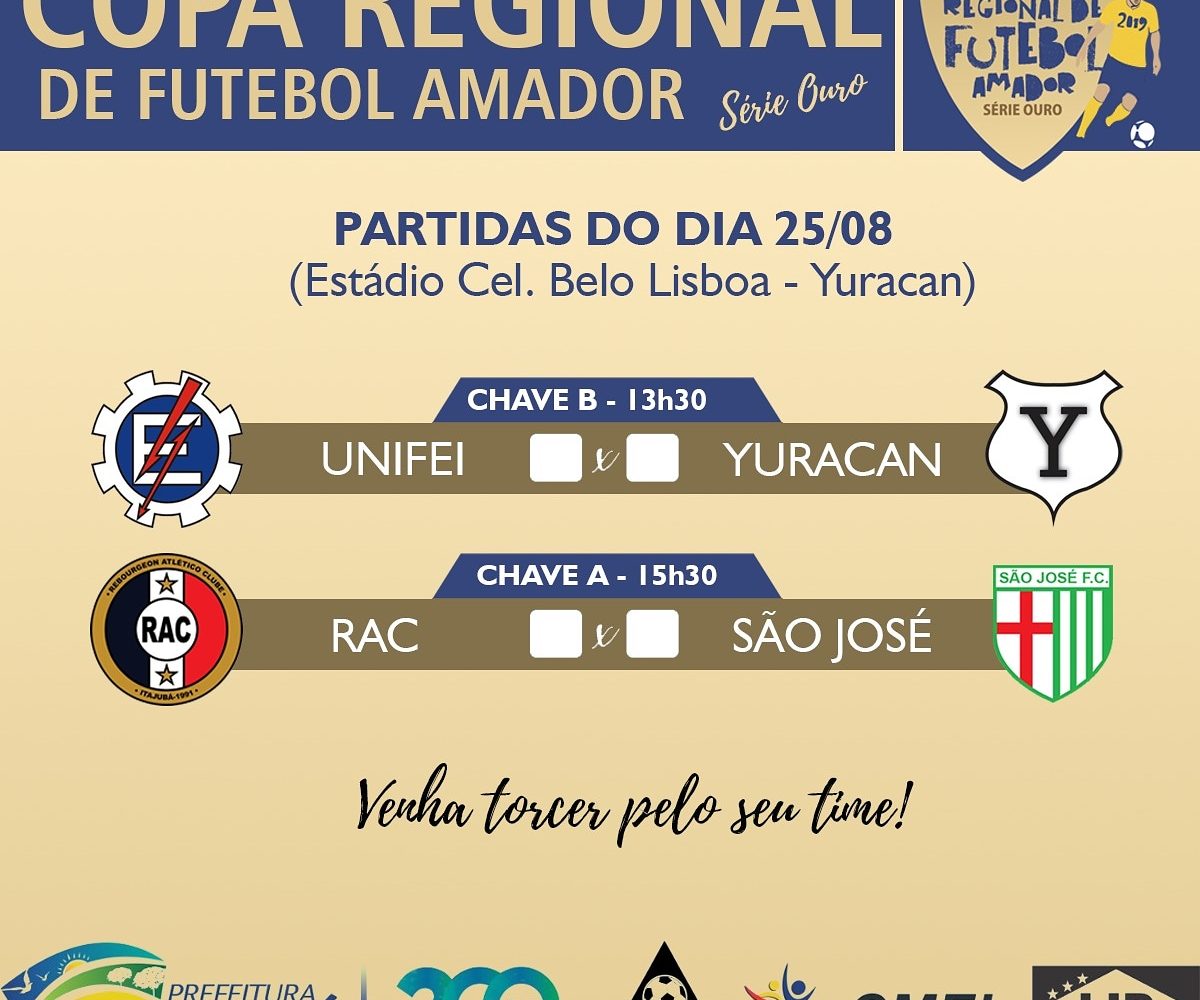 COPA REGIONAL
DE FUTEBOL AMADOR Série Ouro
REGIONAL DE
FUTEBOL
AMADOR
SÉRIE OURO
2019
PARTIDAS DO DIA 25/08
(Estádio Cel. Belo Lisboa - Yuracan)
CHAVE B - 13h30
E
UNIFEI x YURACAN
Y
CHAVE A - 15h30
REBOURGEON ATLÉTICO CLUBE
RAC
ITAJUBÁ-1991
RAC x SÃO JOSÉ
SÃO JOSÉ F.C.
Venha torcer pelo seu time!
PREFEITURA
200